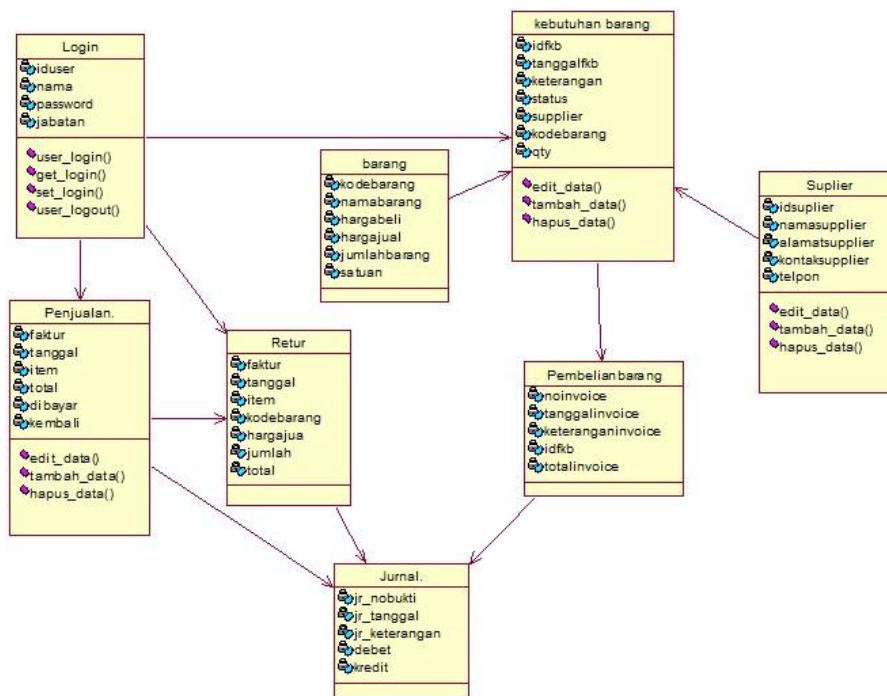 Login
iduser
nama
password
jabatan
user_login()
get_login()
set_login()
user_logout()
kebutuhan barang
idfkb
tanggalfkb
keterangan
status
supplier
kodebarang
qty
edit_data()
tambah_data()
hapus_data()
barang
kodebarang
namabarang
hargabeli
hargajual
jumlahbarang
satuan
Suplier
idsuplier
namasupplier
alamatsupplier
kontaksupplier
telpon
edit_data()
tambah_data()
hapus_data()
Penjualan.
faktur
tanggal
item
total
dibayar
kembali
edit_data()
tambah_data()
hapus_data()
Retur
faktur
tanggal
item
kodebarang
hargajua
jumlah
total
Pembelianbarang
noinvoice
tanggalinvoice
keteranganinvoice
idfkb
totalinvoice
Jurnal.
jr_nobukti
jr_tanggal
jr_keterangan
debet
kredit